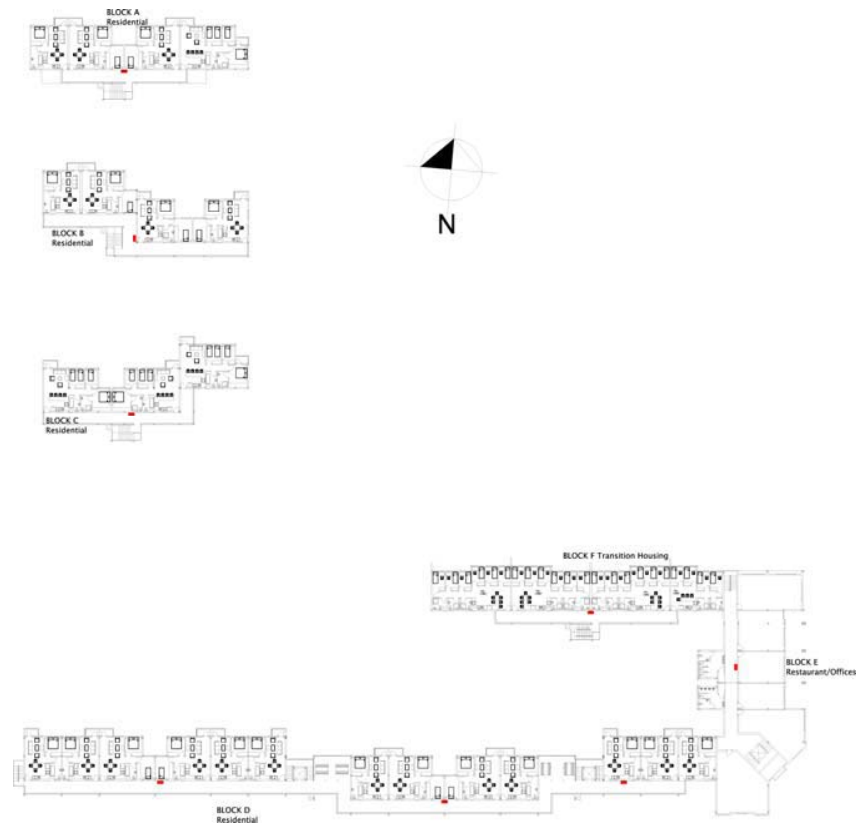 BLOCK A
Residential
N
BLOCK B
Residential
BLOCK C
Residential
BLOCK F Transition Housing
BLOCK E
Restaurant/Offices
BLOCK D
Residential